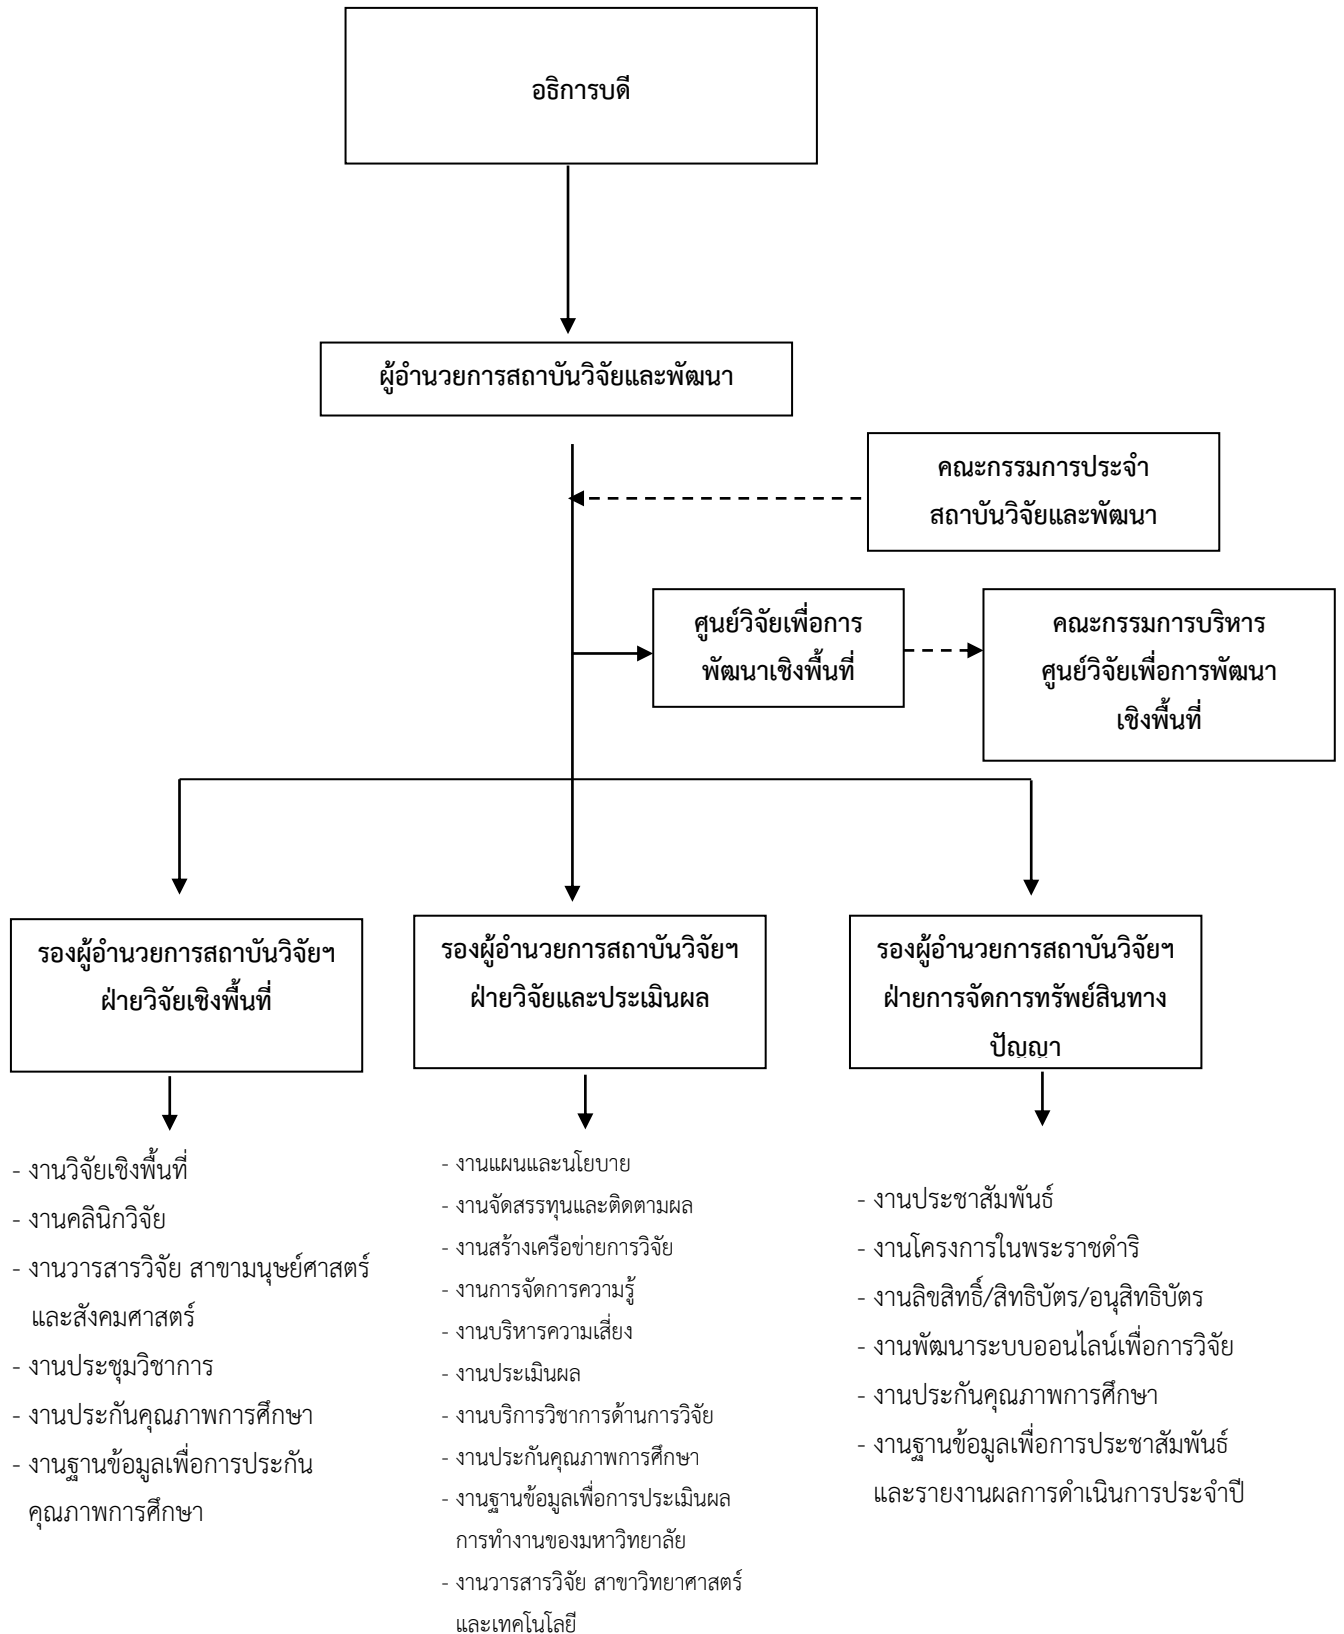 อธิการบดี
ผู้อำนวยการสถาบันวิจัยและพัฒนา
คณะกรรมการประจำ
สถาบันวิจัยและพัฒนา
ศูนย์วิจัยเพื่อการ
พัฒนาเชิงพื้นที่
คณะกรรมการบริหาร
ศูนย์วิจัยเพื่อการพัฒนา
เชิงพื้นที่
รองผู้อำนวยการสถาบันวิจัยฯ
ฝ่ายวิจัยเชิงพื้นที่
รองผู้อำนวยการสถาบันวิจัยฯ
ฝ่ายวิจัยและประเมินผล
รองผู้อำนวยการสถาบันวิจัยฯ
ฝ่ายการจัดการทรัพย์สินทาง
ปัญญา
- งานวิจัยเชิงพื้นที่
- งานคลินิกวิจัย
- งานวารสารวิจัย สาขามนุษย์ศาสตร์
และสังคมศาสตร์
- งานประชุมวิชาการ
- งานประกันคุณภาพการศึกษา
- งานฐานข้อมูลเพื่อการประกัน
คุณภาพการศึกษา
- งานแผนและนโยบาย
- งานจัดสรรทุนและติดตามผล
- งานสร้างเครือข่ายการวิจัย
- งานการจัดการความรู้
- งานบริหารความเสี่ยง
- งานประเมินผล
- งานบริการวิชาการด้านการวิจัย
- งานประกันคุณภาพการศึกษา
- งานฐานข้อมูลเพื่อการประเมินผล
การทำงานของมหาวิทยาลัย
- งานวารสารวิจัย สาขาวิทยาศาสตร์
และเทคโนโลยี
- งานประชาสัมพันธ์
- งานโครงการในพระราชดำริ
- งานลิขสิทธิ์/สิทธิบัตร/อนุสิทธิบัตร
- งานพัฒนาระบบออนไลน์เพื่อการวิจัย
- งานประกันคุณภาพการศึกษา
- งานฐานข้อมูลเพื่อการประชาสัมพันธ์
และรายงานผลการดำเนินการประจำปี